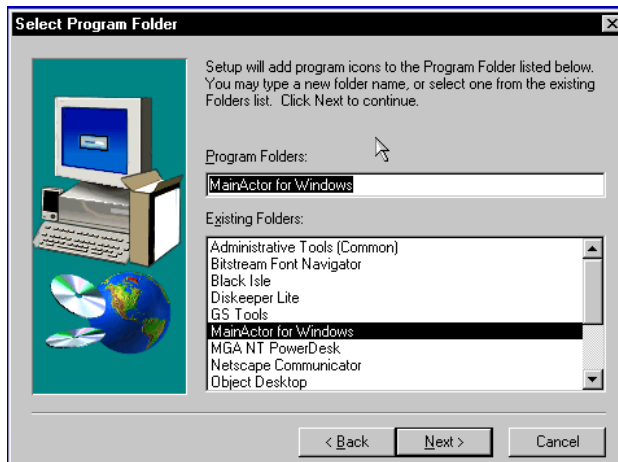 Select Program Folder
Setup will add program icons to the Program Folder listed below.
You may type a new folder name, or select one from the existing
Folders list. Click Next to continue.
Program Folders:
MainActor for Windows
Existing Folders:
Administrative Tools (Common)
Bitstream Font Navigator
Black Isle
Diskeeper Lite
GS Tools
MainActor for Windows
MGA NT PowerDesk
Netscape Communicator
Object Desktop
< Back
Next >
Cancel